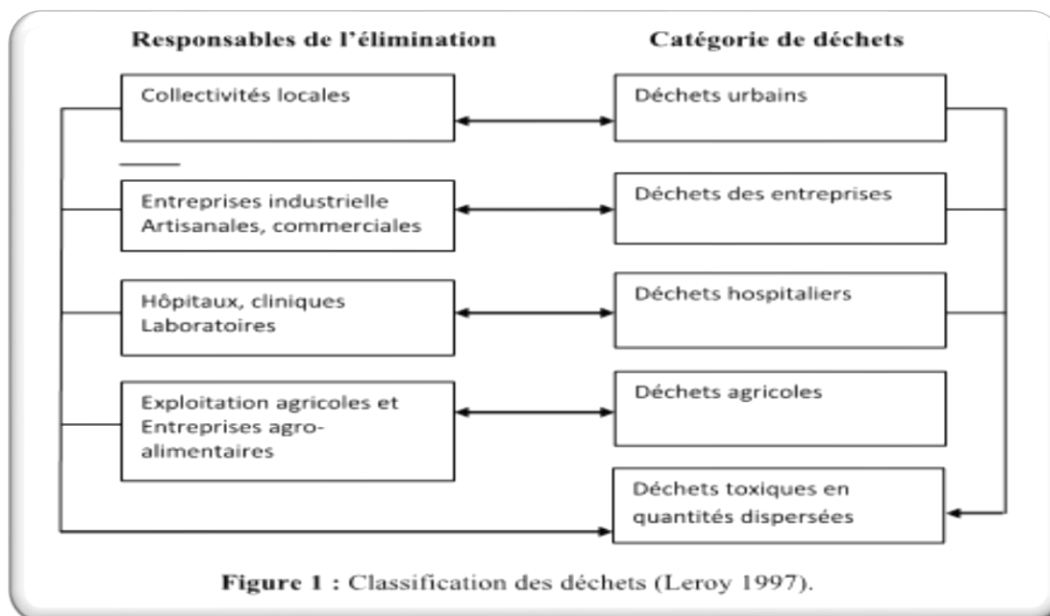 Responsables de l'élimination
Catégorie de déchets
Collectivités locales
Déchets urbains
Entreprises industrielle
Artisanales, commerciales
Déchets des entreprises
Hôpitaux, cliniques
Laboratoires
Déchets hospitaliers
Exploitation agricoles et
Entreprises agro-
alimentaires
Déchets agricoles
Déchets toxiques en
quantités dispersées
Figure 1 : Classification des déchets (Leroy 1997).